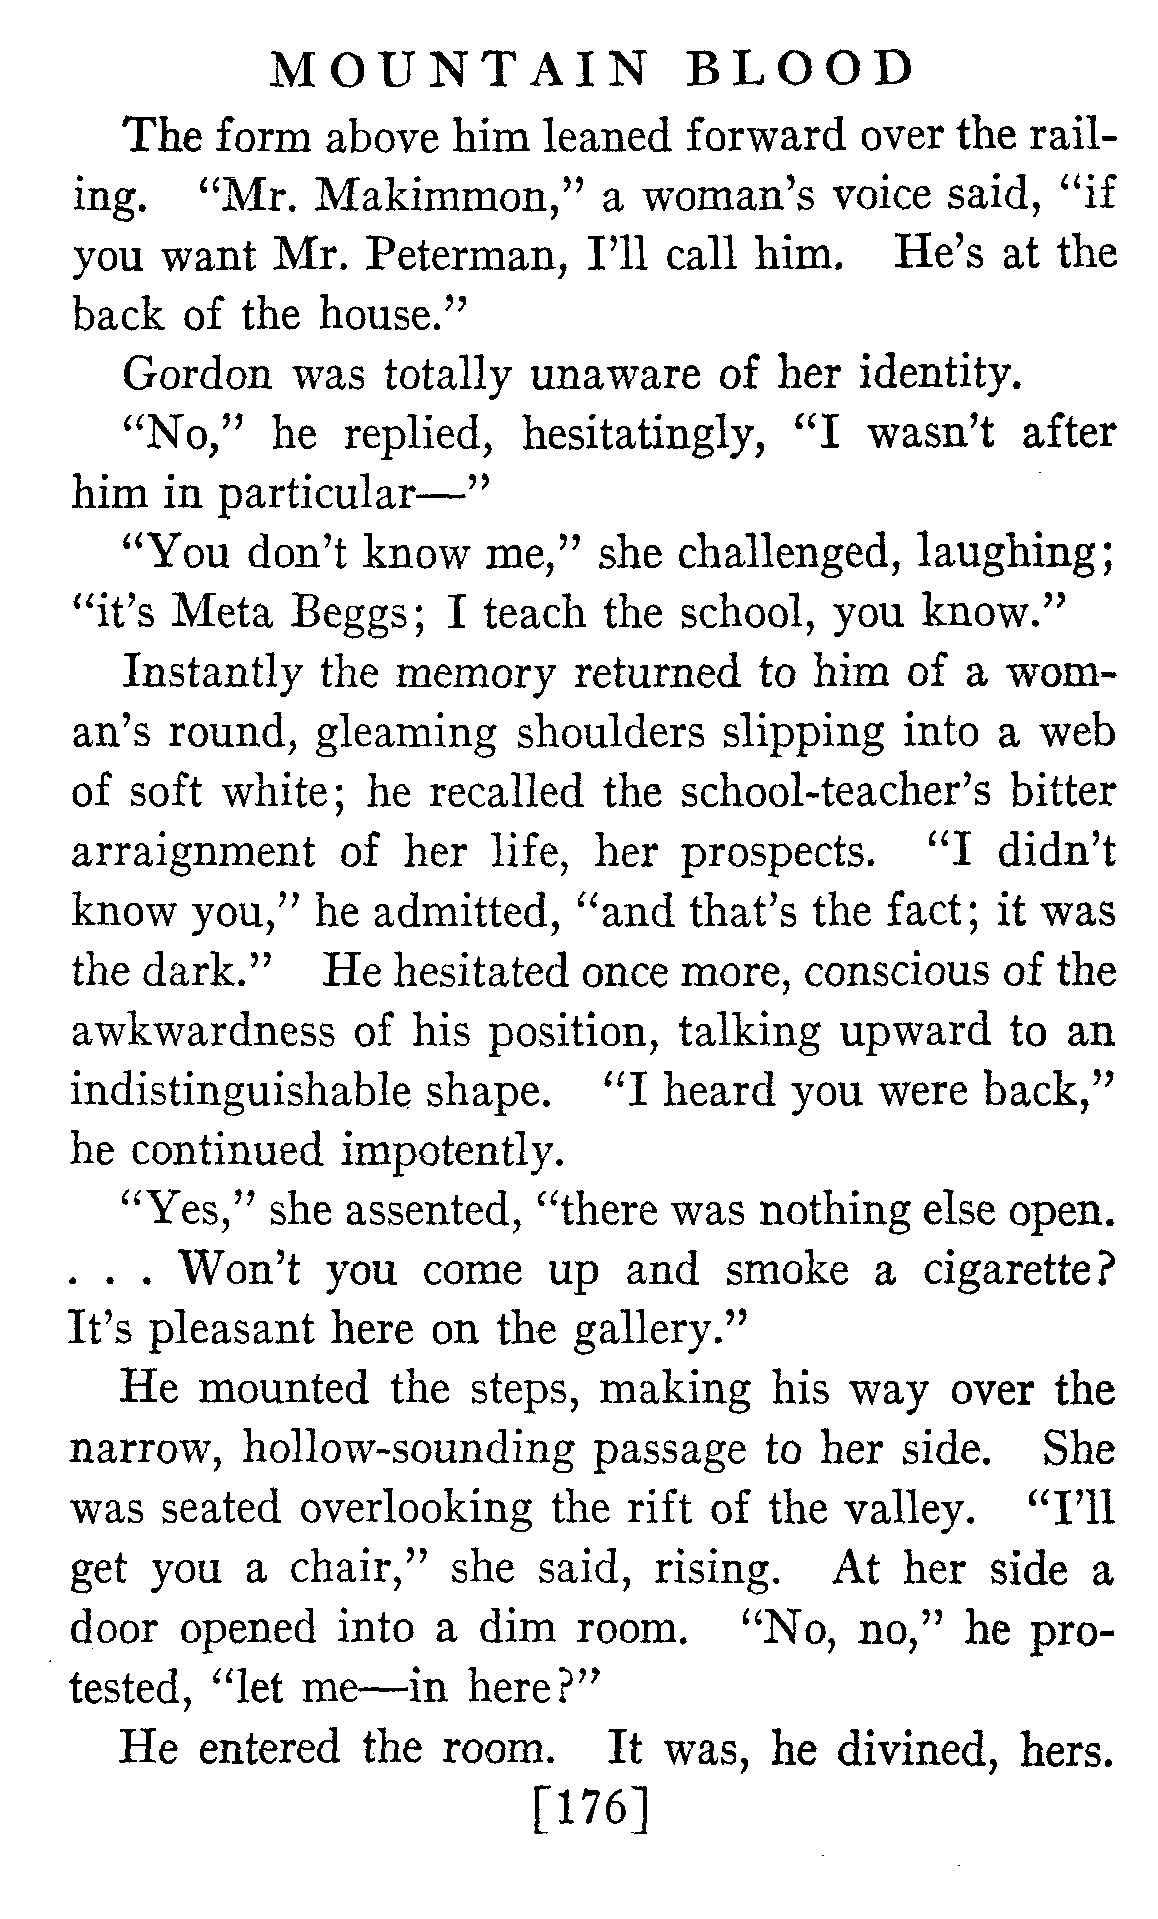 MOUNTAIN BLOOD
The form above him leaned forward over the rail-
ing. “Mr. Makimmon,” a woman’s voice said, “if
you want Mr. Peterman, I’ll call him. He’s at the
back of the house.”
Gordon was totally unaware of her identity.
“No,” he replied, hesitatingly, “I wasn’t after
him in particular—”
“You don’t know me,” she challenged, laughing;
“it’s Meta Beggs; I teach the school, you know.”
Instantly the memory returned to him of a wom-
an’s round, gleaming shoulders slipping into a web
of soft white; he recalled the school-teacher’s bitter
arraignment of her life, her prospects. “I didn’t
know you,” he admitted, “and that’s the fact; it was
the dark.” He hesitated once more, conscious of the
awkwardness of his position, talking upward to an
indistinguishable shape. “I heard you were back,”
he continued impotently.
“Yes,” she assented, “there was nothing else open.
. . . Won’t you come up and smoke a cigarette?
It’s pleasant here on the gallery.”
He mounted the steps, making his way over the
narrow, hollow-sounding passage to her side. She
was seated overlooking the rift of the valley. “I’ll
get you a chair,” she said, rising. At her side a
door opened into a dim room. “No, no,” he pro-
tested, “let me—in here?”
He entered the room. It was, he divined, hers.
[176]